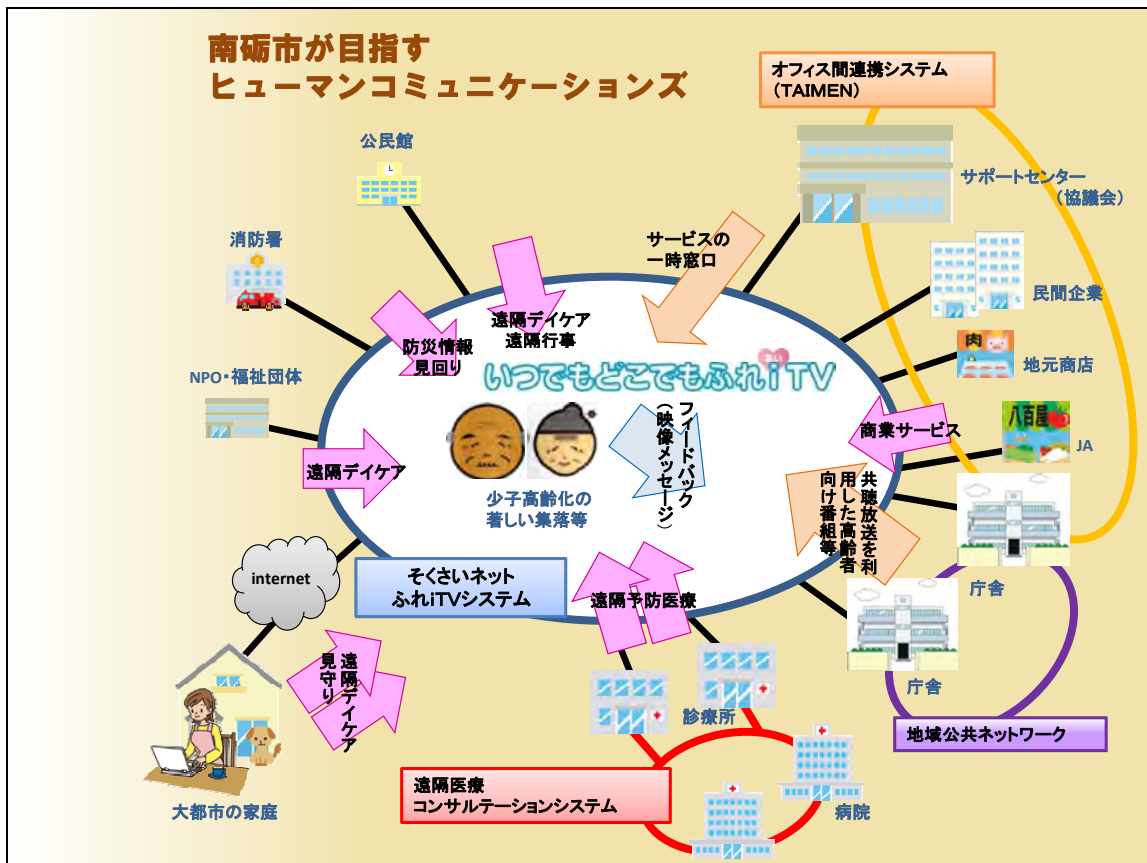 南砺市が目指す
ヒューマンコミュニケーションズ
オフィス間連携システム
(TAIMEN)
公民館
サポートセンター
(協議会)
消防署
サービスの
一時窓口
民間企業
遠隔デイケア
遠隔行事
防災情報
見回り
肉
地元商店
NPO・福祉団体
あい
いつでもどこでもふれiTV
八百屋
商業サービス
JA
フィードバック
(映像メッセージ)
遠隔デイケア
少子高齢化の
著しい集落等
共聴放送を利
用した高齢者
向け番組等
internet
そくさいネット
ふれiTVシステム
遠隔予防医療
庁舎
庁舎
遠隔デイケア
見守り
診療所
地域公共ネットワーク
遠隔医療
コンサルテーションシステム
大都市の家庭
病院